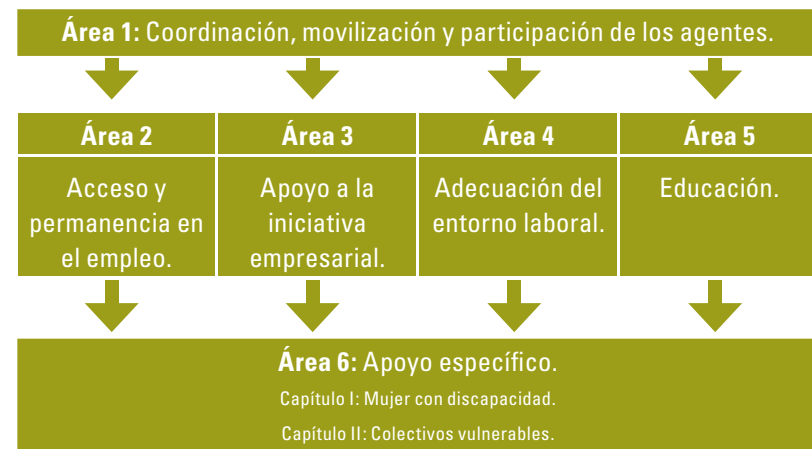 Área 1: Coordinación, movilización y participación de los agentes.
Área 2
Área 3
Área 4
Área 5
Acceso y
permanencia en
el empleo.
Apoyo a la
iniciativa
empresarial.
Adecuación del
entorno laboral.
Educación.
Área 6: Apoyo específico.
Capítulo I: Mujer con discapacidad.
Capítulo II: Colectivos vulnerables.